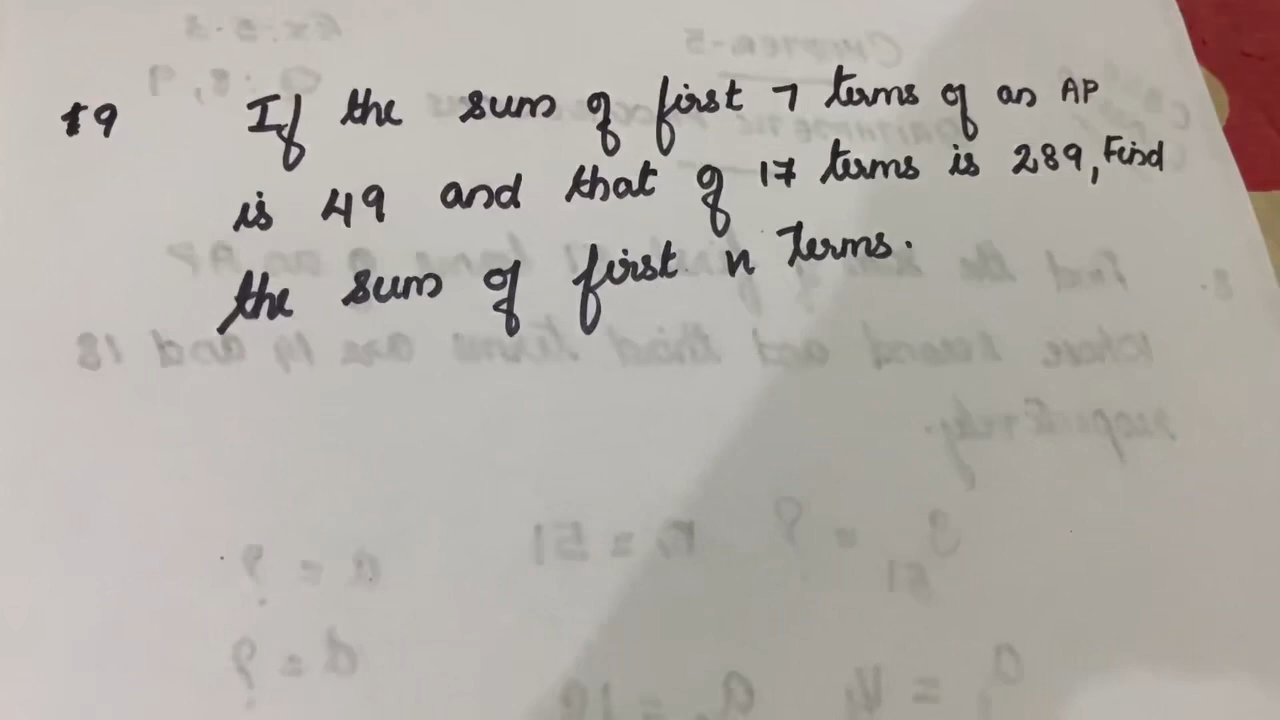 9 If the sum of first 7 terms of an AP
is 49 and that of 17 terms is 289, Find
the sum of first n terms.